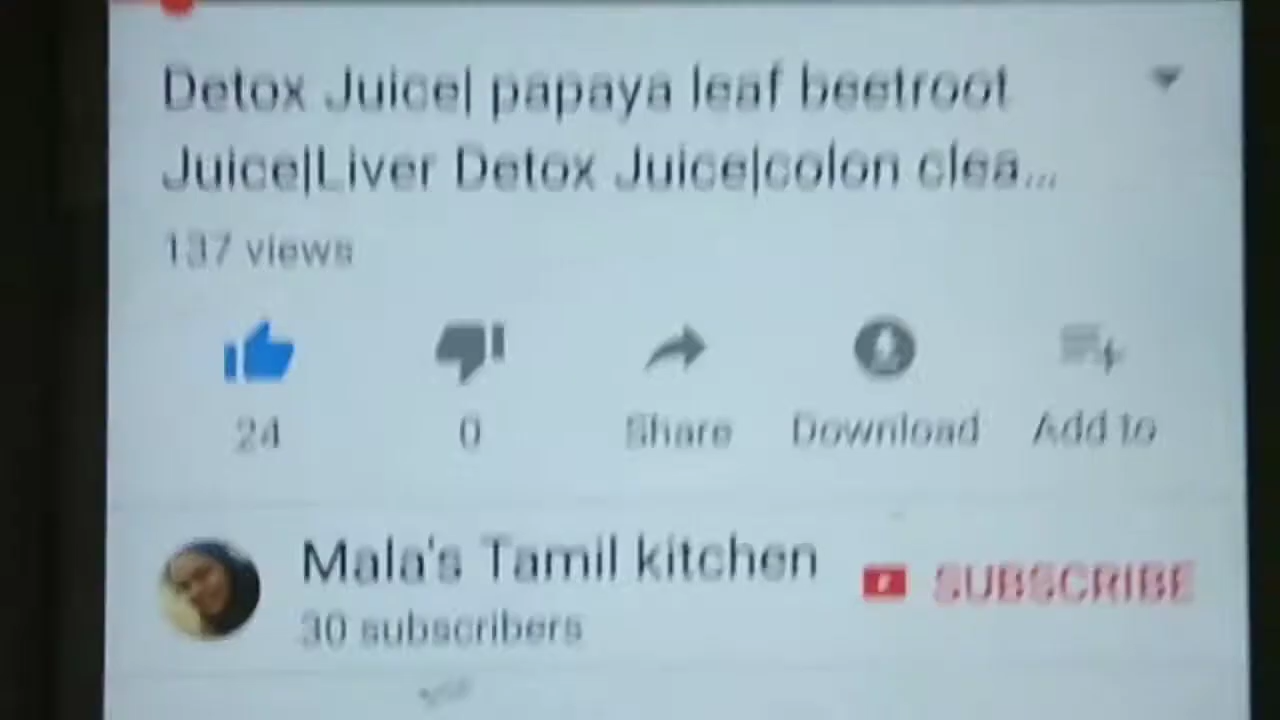 Detox Juice| papaya leaf beetroot
Juice|Liver Detox Juice|colon clea...
137 views
24
0
Share
Download
Add to
Mala's Tamil kitchen
SUBSCRIBE
30 subscribers